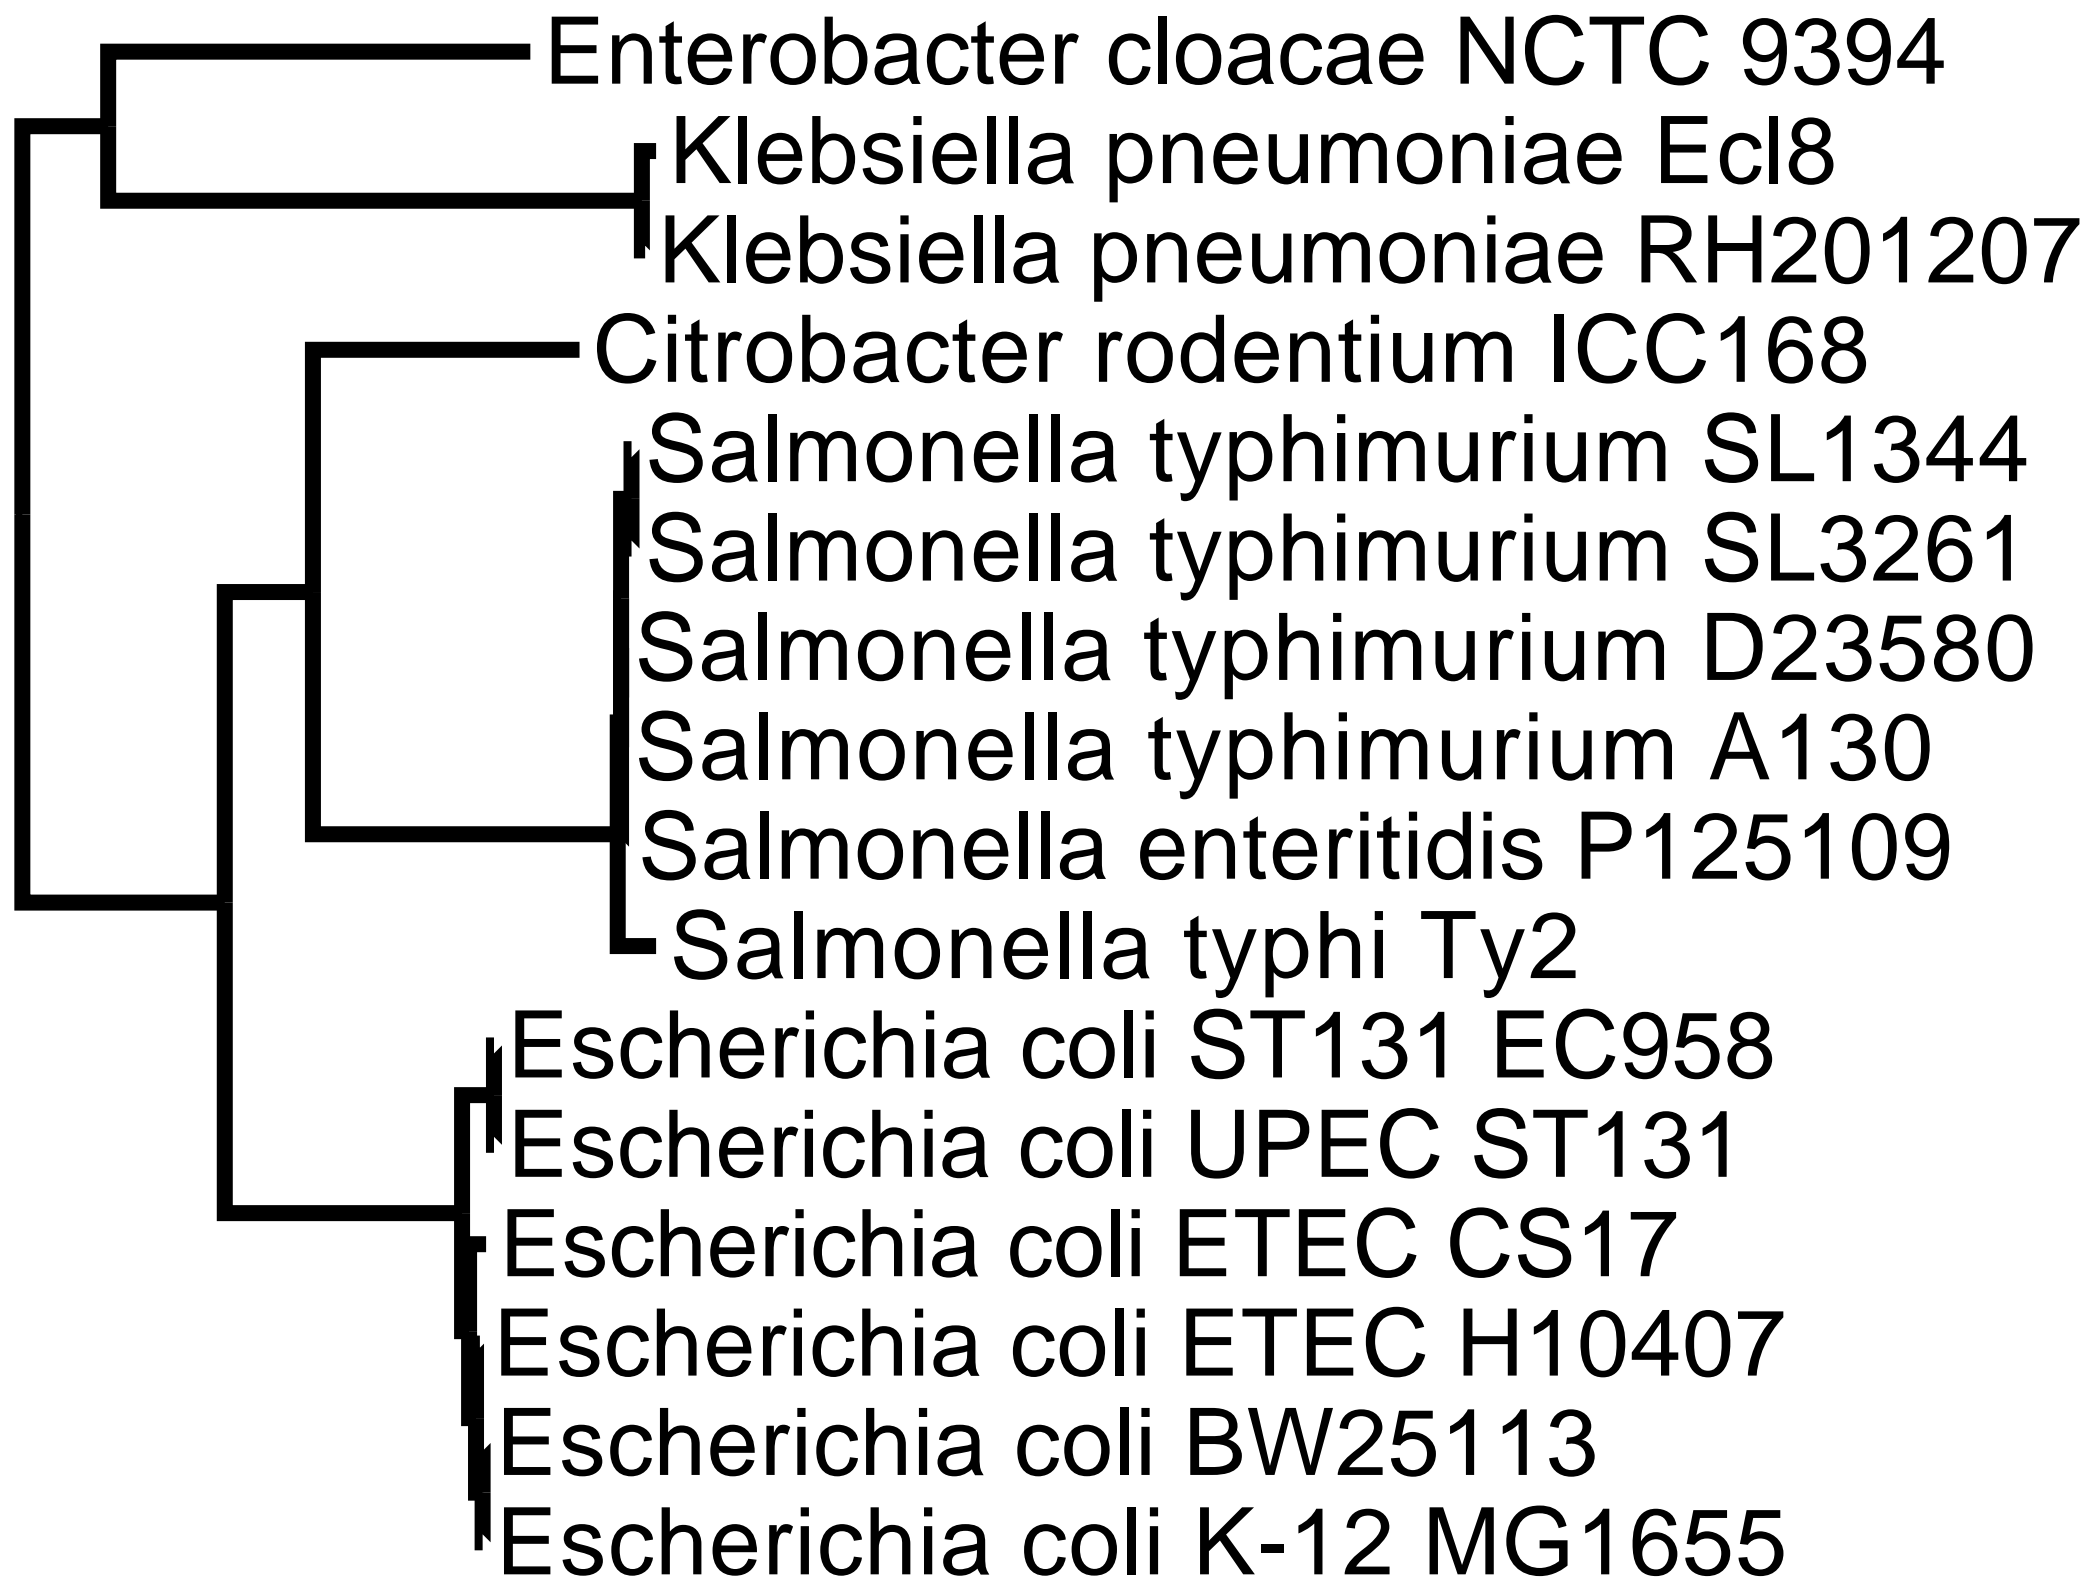 Enterobacter cloacae NCTC 9394
Klebsiella pneumoniae Ecl8
Klebsiella pneumoniae RH201207
Citrobacter rodentium ICC168
Salmonella typhimurium SL1344
Salmonella typhimurium SL3261
Salmonella typhimurium D23580
Salmonella typhimurium A130
Salmonella enteritidis P125109
Salmonella typhi Ty2
Escherichia coli ST131 EC958
Escherichia coli UPEC ST131
Escherichia coli ETEC CS17
Escherichia coli ETEC H10407
Escherichia coli BW25113
Escherichia coli K-12 MG1655